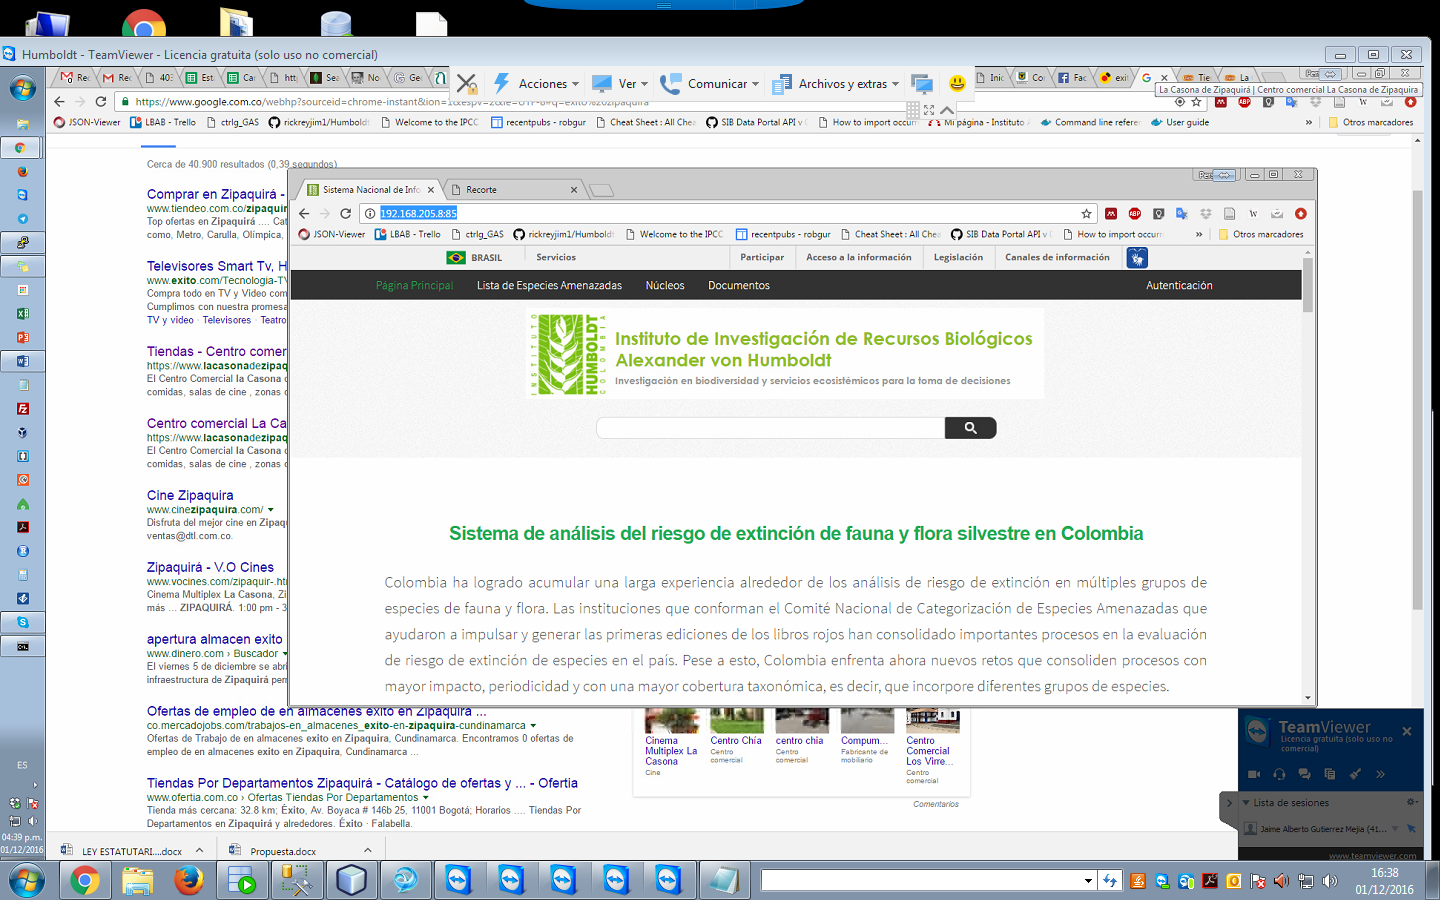 Humboldt - TeamViewer - Licencia gratuita (solo uso no comercial)
Acciones
Ver
Comunicar
Archivos y extras
La Casona de Zipaquirá | Centro comercial La Casona de Zipaquira
https://www.google.com.co/webhp?sourceid=chrome-instant&ion=1&espv=2&ie=UTF-8#q=exito%20zipaquira
JSON-Viewer
LBAB - Trello
ctrlg_GAS
rickreyjim1/Humboldt
Welcome to the IPCC
recentpubs - robgur
Cheat Sheet : All Chea
SIB Data Portal API v
How to import occurr
Mi página - Instituto
Command line referer
User guide
»
Otros marcadores
Cerca de 40.900 resultados (0,39 segundos)
Comprar en Zipaquirá -
www.tiendeo.com.co/zipaquir
Top ofertas en Zipaquirá .... Cat
como, Metro, Carulla, Olímpica,
Televisores Smart Tv, H
www.exito.com/Tecnologia-TV
Compra todo en TV y Video com
Cumplimos con nuestra promesa
TV y video · Televisores · Teatro
Tiendas - Centro comer
https://www.lacasonadezipaq
El Centro Comercial la Casona d
comidas, salas de cine , zonas d
Centro comercial La Ca
https://www.lacasonadezipaq
El Centro Comercial la Casona d
comidas, salas de cine , zonas d
Cine Zipaquira
www.cinezipaquira.com/
Disfruta del mejor cine en Zipaqu
ventas@dtl.com.co.
Zipaquirá - V.O Cines
www.vocines.com/zipaquir-.ht
Cinema Multiplex La Casona, Zi
más ... ZIPAQUIRÁ. 1:00 pm - 3
apertura almacen exito
www.dinero.com › Buscador
El viernes 5 de diciembre se abri
infraestructura de Zipaquirá per
Ofertas de empleo de en almacenes exito en Zipaquira ...
co.mercadojobs.com/trabajos-en_almacenes_exito-en-zipaquira-cundinamarca
Ofertas de Trabajo de en almacenes exito en Zipaquira, Cundinamarca. Encontramos 0 ofertas de
empleo de en almacenes exito en Zipaquira, Cundinamarca ...
Tiendas Por Departamentos Zipaquirá - Catálogo de ofertas y ... - Ofertia
www.ofertia.com.co › Ofertas Tiendas Por Departamentos
Tienda más cercana: 32.8 km; Éxito, Av. Boyaca # 146b 25, 11001 Bogotá; Horarios .... Tiendas Por
Departamentos en Zipaquirá y alrededores. Éxito · Falabella.
Sistema Nacional de Info
Recorte
192.168.205.8:85
JSON-Viewer
LBAB - Trello
ctrlg_GAS
rickreyjim1/Humboldt
Welcome to the IPCC
recentpubs - robgur
Cheat Sheet : All Chea
SIB Data Portal API v
How to import occurr
»
Otros marcadores
BRASIL
Servicios
Participar
Acceso a la información
Legislación
Canales de información
Página Principal
Lista de Especies Amenazadas
Núcleos
Documentos
Autenticación
INSTITUTO
HUMBOLDT
COLOMBIA
Instituto de Investigación de Recursos Biológicos
Alexander von Humboldt
Investigación en biodiversidad y servicios ecosistémicos para la toma de decisiones
Sistema de análisis del riesgo de extinción de fauna y flora silvestre en Colombia
Colombia ha logrado acumular una larga experiencia alrededor de los análisis de riesgo de extinción en múltiples grupos de
especies de fauna y flora. Las instituciones que conforman el Comité Nacional de Categorización de Especies Amenazadas que
ayudaron a impulsar y generar las primeras ediciones de los libros rojos han consolidado importantes procesos en la evaluación
de riesgo de extinción de especies en el país. Pese a esto, Colombia enfrenta ahora nuevos retos que consoliden procesos con
mayor impacto, periodicidad y con una mayor cobertura taxonómica, es decir, que incorpore diferentes grupos de especies.
Cinema
Multiplex La
Casona
Cine
Centro Chía
Centro
comercial
centro chia
Centro
comercial
Compum...
Fabricante de
mobiliario
Centro
Comercial
Los Virre...
Centro
comercial
Comentarios
TeamViewer
Licencia gratuita (solo uso no
comercial)
Lista de sesiones
Jaime Alberto Gutierrez Mejia (41...
www.teamviewer.com
ES
04:39 p.m.
01/12/2016
LEY ESTATUTARI....docx
Propuesta.docx
16:38
01/12/2016